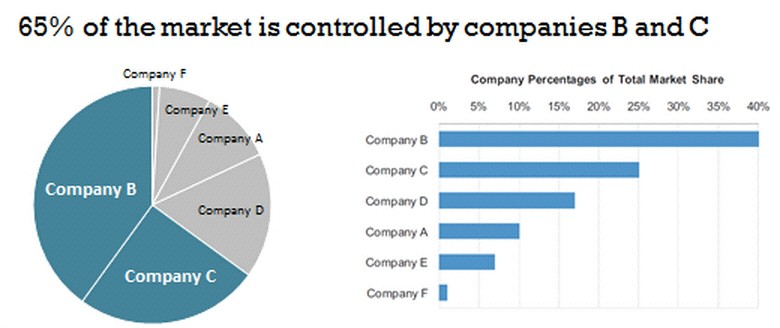 65% of the market is controlled by companies B and C
Company F
Company E
Company A
Company D
Company B
Company C
Company Percentages of Total Market Share
0% 5% 10% 15% 20% 25% 30% 35% 40%
Company B
Company C
Company D
Company A
Company E
Company F